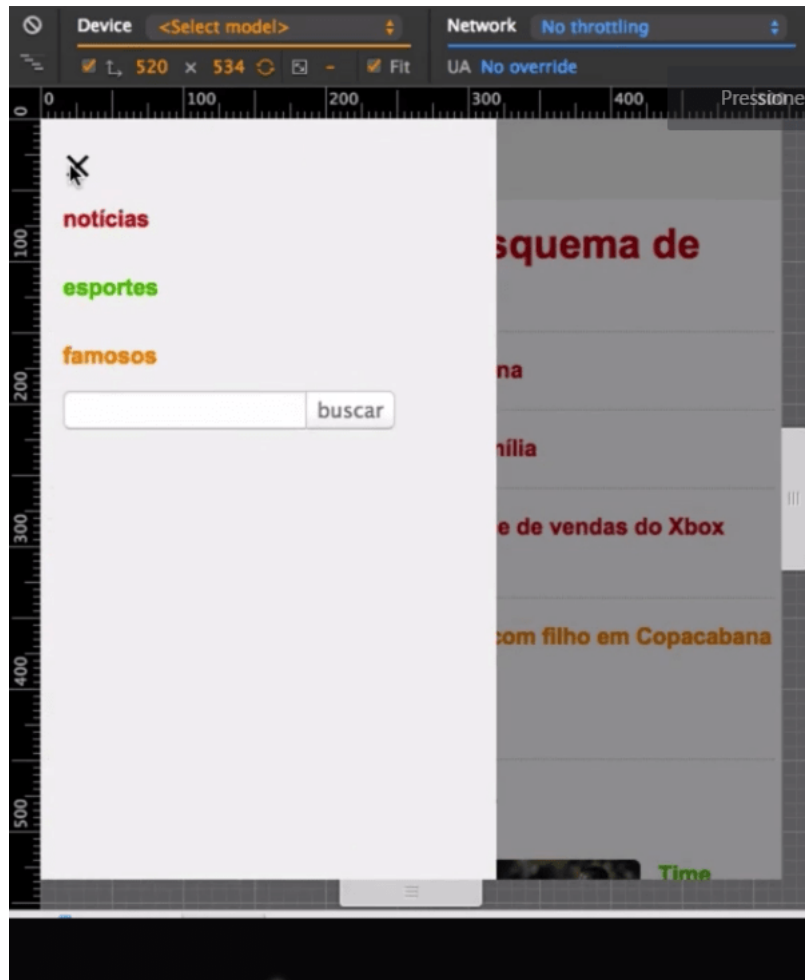 Device <Select model> Network No throttling
520 × 534 – Fit UA No override
Pressione
0 100 200 300 400
0
notícias
squema de
100
esportes
famosos
na
200
buscar
nília
300
e de vendas do Xbox
com filho em Copacabana
400
500
Time